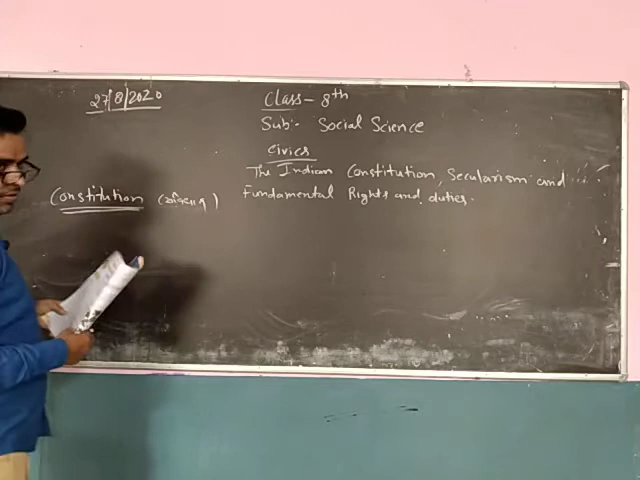 27/8/2020
Class- 8th
Sub:- Social Science
Civics
The Indian Constitution, Secularism and
Fundamental Rights and duties.
Constitution (संविधान)